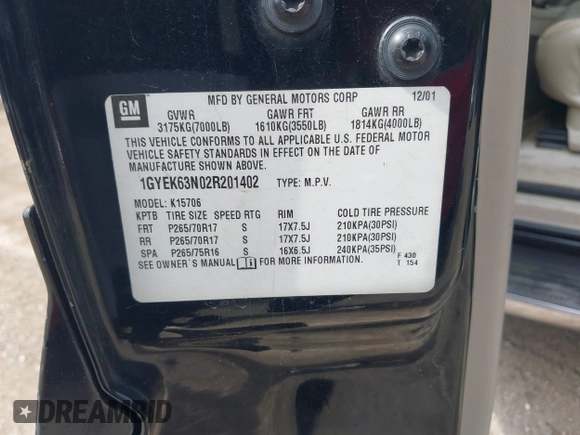 GM
MFD BY GENERAL MOTORS CORP 12/01
GVWR GAWR FRT GAWR RR
3175KG(7000LB) 1610KG(3550LB) 1814KG(4000LB)
THIS VEHICLE CONFORMS TO ALL APPLICABLE U.S. FEDERAL MOTOR
VEHICLE SAFETY STANDARDS IN EFFECT ON THE DATE OF
MANUFACTURE SHOWN ABOVE.
1GYEK63N02R201402 TYPE: M.P.V.
MODEL: K15706
KPTB TIRE SIZE SPEED RTG RIM COLD TIRE PRESSURE
FRT P265/70R17 S 17X7.5J 210KPA(30PSI)
RR P265/70R17 S 17X7.5J 210KPA(30PSI)
SPA P265/75R16 S 16X6.5J 240KPA(35PSI)
SEE OWNER'S MANUAL FOR MORE INFORMATION.
F 430
T 154
DREAMBID